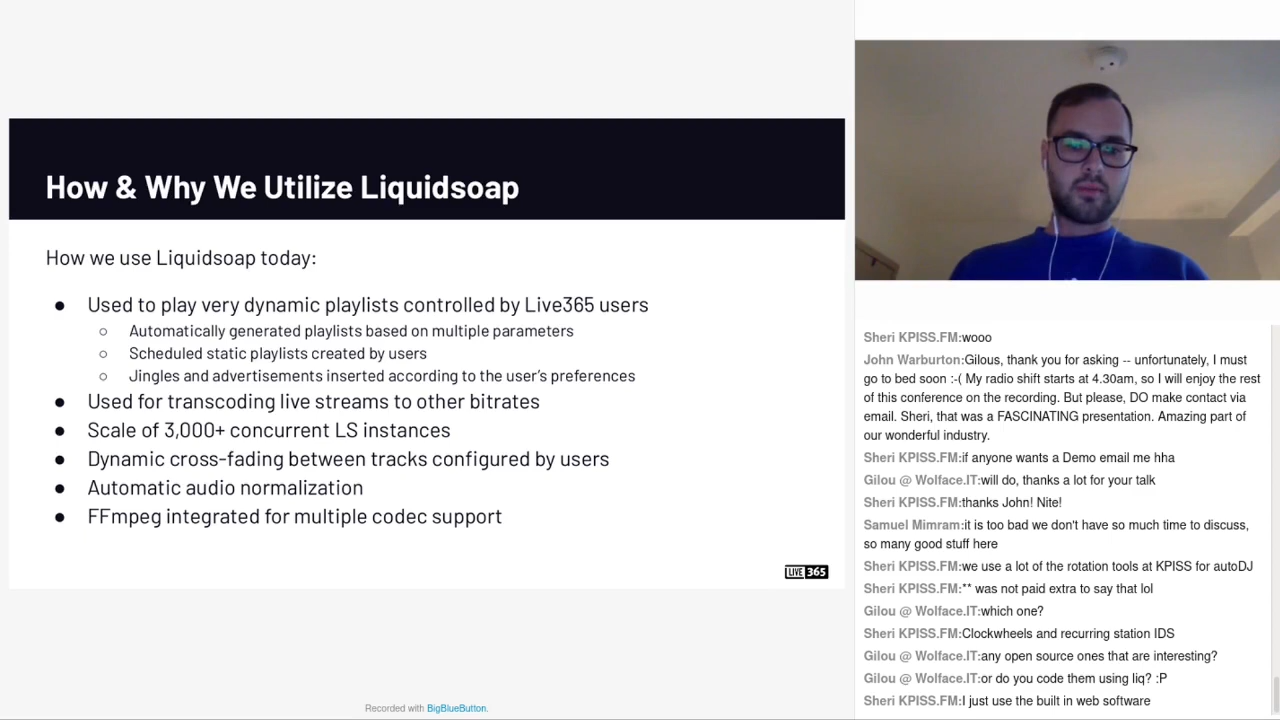 How & Why We Utilize Liquidsoap
How we use Liquidsoap today:
● Used to play very dynamic playlists controlled by Live365 users
○ Automatically generated playlists based on multiple parameters
○ Scheduled static playlists created by users
○ Jingles and advertisements inserted according to the user's preferences
● Used for transcoding live streams to other bitrates
● Scale of 3,000+ concurrent LS instances
● Dynamic cross-fading between tracks configured by users
● Automatic audio normalization
● FFmpeg integrated for multiple codec support
LIVE 365
Recorded with BigBlueButton.
Sheri KPISS.FM:wooo
John Warburton:Gilous, thank you for asking -- unfortunately, I must
go to bed soon :-( My radio shift starts at 4.30am, so I will enjoy the rest
of this conference on the recording. But please, DO make contact via
email. Sheri, that was a FASCINATING presentation. Amazing part of
our wonderful industry.
Sheri KPISS.FM:if anyone wants a Demo email me hha
Gilou @ Wolface.IT:will do, thanks a lot for your talk
Sheri KPISS.FM:thanks John! Nite!
Samuel Mimram:it is too bad we don't have so much time to discuss,
so many good stuff here
Sheri KPISS.FM:we use a lot of the rotation tools at KPISS for autoDJ
Sheri KPISS.FM:** was not paid extra to say that lol
Gilou @ Wolface.IT:which one?
Sheri KPISS.FM:Clockwheels and recurring station IDS
Gilou @ Wolface.IT:any open source ones that are interesting?
Gilou @ Wolface.IT:or do you code them using liq? :P
Sheri KPISS.FM:I just use the built in web software